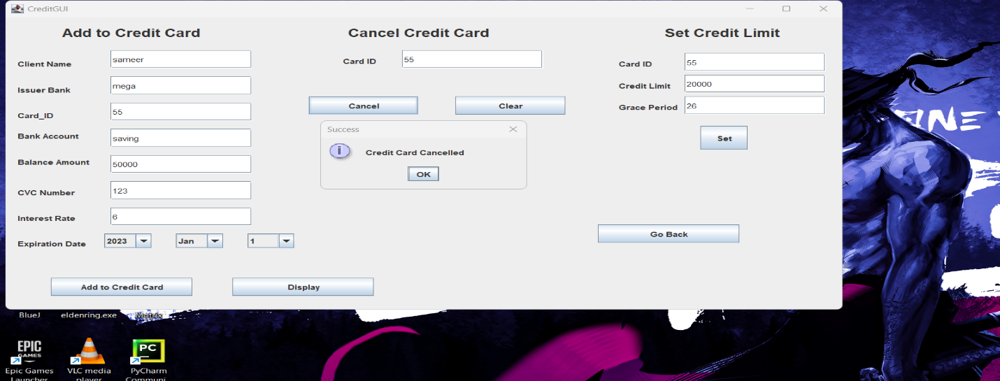 CreditGUI
Add to Credit Card
Client Name sameer
Issuer Bank mega
Card_ID 55
Bank Account saving
Balance Amount 50000
CVC Number 123
Interest Rate 6
Expiration Date 2023 Jan 1
Add to Credit Card Display
Cancel Credit Card
Card ID 55
Cancel Clear
Success
Credit Card Cancelled
OK
Set Credit Limit
Card ID 55
Credit Limit 20000
Grace Period 26
Set
Go Back
BlueJ eldenring.exe
EPIC
GAMES
PC
Epic Games VLC media PyCharm
Launcher player Communi...